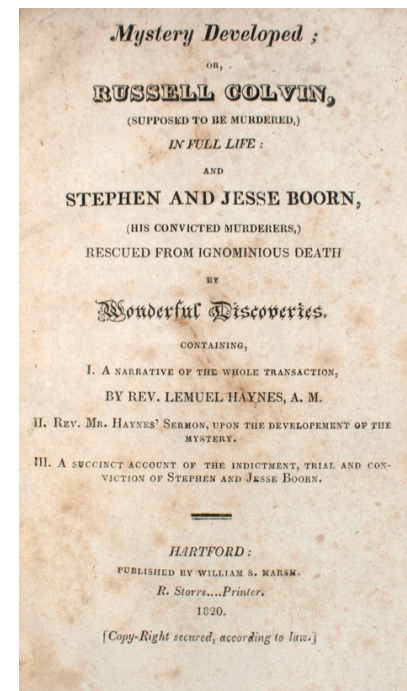 Mystery Developed ;
OR,
RUSSELL COLVIN,
(SUPPOSED TO BE MURDERED,)
IN FULL LIFE :
AND
STEPHEN AND JESSE BOORN,
(HIS CONVICTED MURDERERS,)
RESCUED FROM IGNOMINIOUS DEATH
BY
Wonderful Discoveries.
CONTAINING,
I. A NARRATIVE OF THE WHOLE TRANSACTION,
BY REV. LEMUEL HAYNES, A. M.
II. REV. MR. HAYNES' SERMON, UPON THE DEVELOPEMENT OF THE
MYSTERY.
III. A SUCCINCT ACCOUNT OF THE INDICTMENT, TRIAL AND CON-
VICTION OF STEPHEN AND JESSE BOORN.
HARTFORD :
PUBLISHED BY WILLIAM S. MARSH.
R. Storrs....Printer.
1820.
[Copy-Right secured, according to law.]